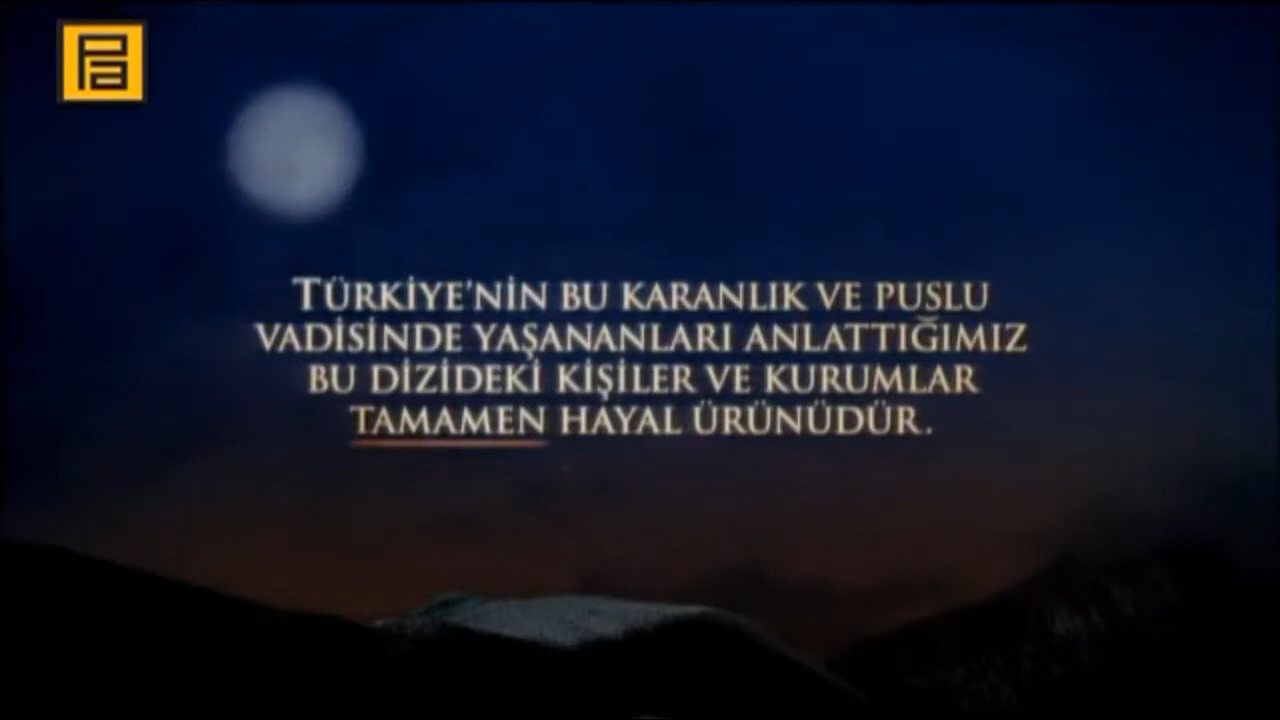 Pa
TÜRKİYE'NİN BU KARANLIK VE PUSLU
VADİSİNDE YAŞANANLARI ANLATTIĞIMIZ
BU DİZİDEKİ KİŞİLER VE KURUMLAR
TAMAMEN HAYAL ÜRÜNÜDÜR.